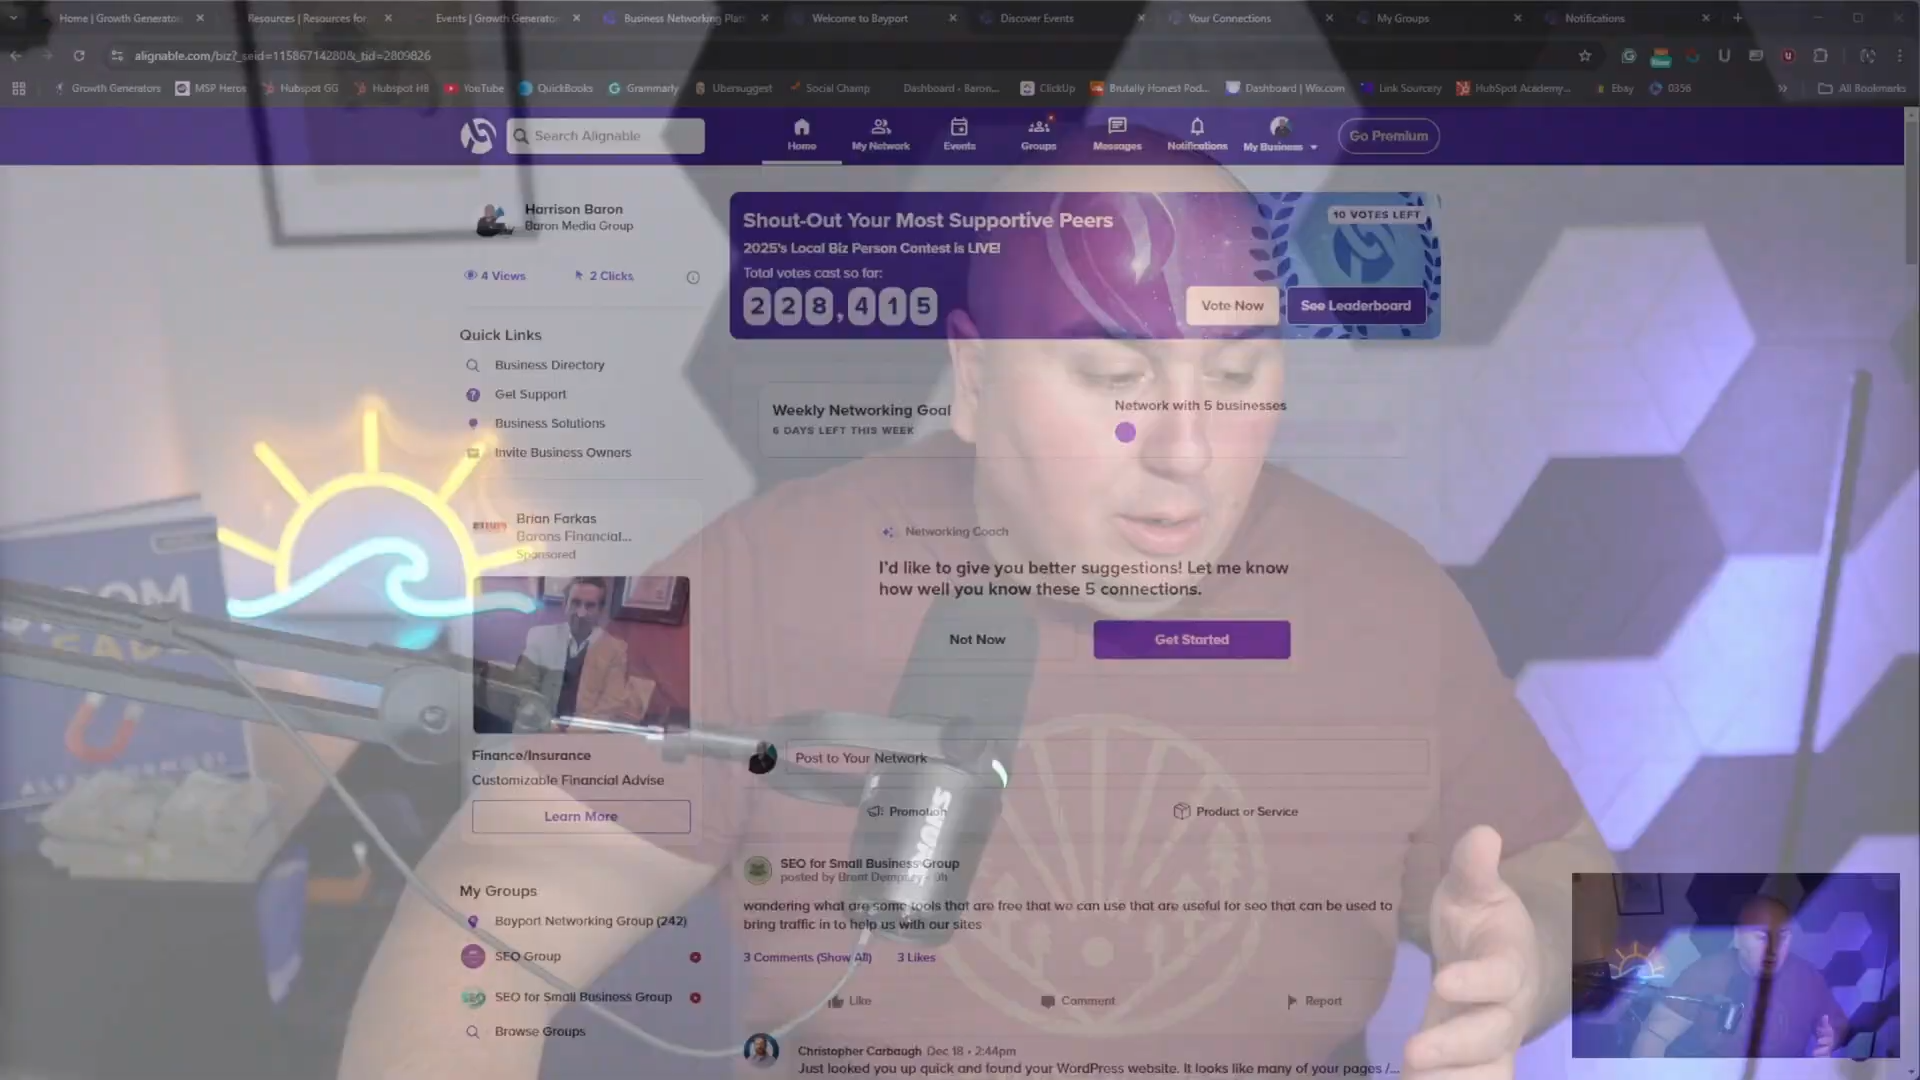 Home | Growth Generator
Resources | Resources for
Events | Growth Generator
Business Networking Plat
Welcome to Bayport
Discover Events
Your Connections
My Groups
Notifications
alignable.com/biz?_seid=11586714280&_tid=2809826
Growth Generators
MSP Heros
Hubspot GG
Hubspot HB
YouTube
QuickBooks
Grammarly
Ubersuggest
Social Champ
Dashboard - Baron...
ClickUp
Brutally Honest Pod...
Dashboard | Wix.com
Link Sourcery
HubSpot Academy...
Ebay
0356
All Bookmarks
Search Alignable
Home
My Network
Events
Groups
Messages
Notifications
My Business
Go Premium
Harrison Baron
Baron Media Group
4 Views
2 Clicks
Quick Links
Business Directory
Get Support
Business Solutions
Invite Business Owners
Brian Farkas
Barons Financial...
Sponsored
Finance/Insurance
Customizable Financial Advise
Learn More
My Groups
Bayport Networking Group (242)
SEO Group
SEO for Small Business Group
Browse Groups
Shout-Out Your Most Supportive Peers
10 VOTES LEFT
2025's Local Biz Person Contest is LIVE!
Total votes cast so far:
228,415
Vote Now
See Leaderboard
Weekly Networking Goal
6 DAYS LEFT THIS WEEK
Network with 5 businesses
Networking Coach
I'd like to give you better suggestions! Let me know
how well you know these 5 connections.
Not Now
Get Started
Post to Your Network
Promotion
Product or Service
SEO for Small Business Group
posted by Brent Dempsey - 9h
wandering what are some tools that are free that we can use that are useful for seo that can be used to
bring traffic in to help us with our sites
3 Comments (Show All)
3 Likes
Like
Comment
Report
Christopher Carbaugh Dec 18 • 2:44pm
Just looked you up quick and found your WordPress website. It looks like many of your pages /...
SHURE